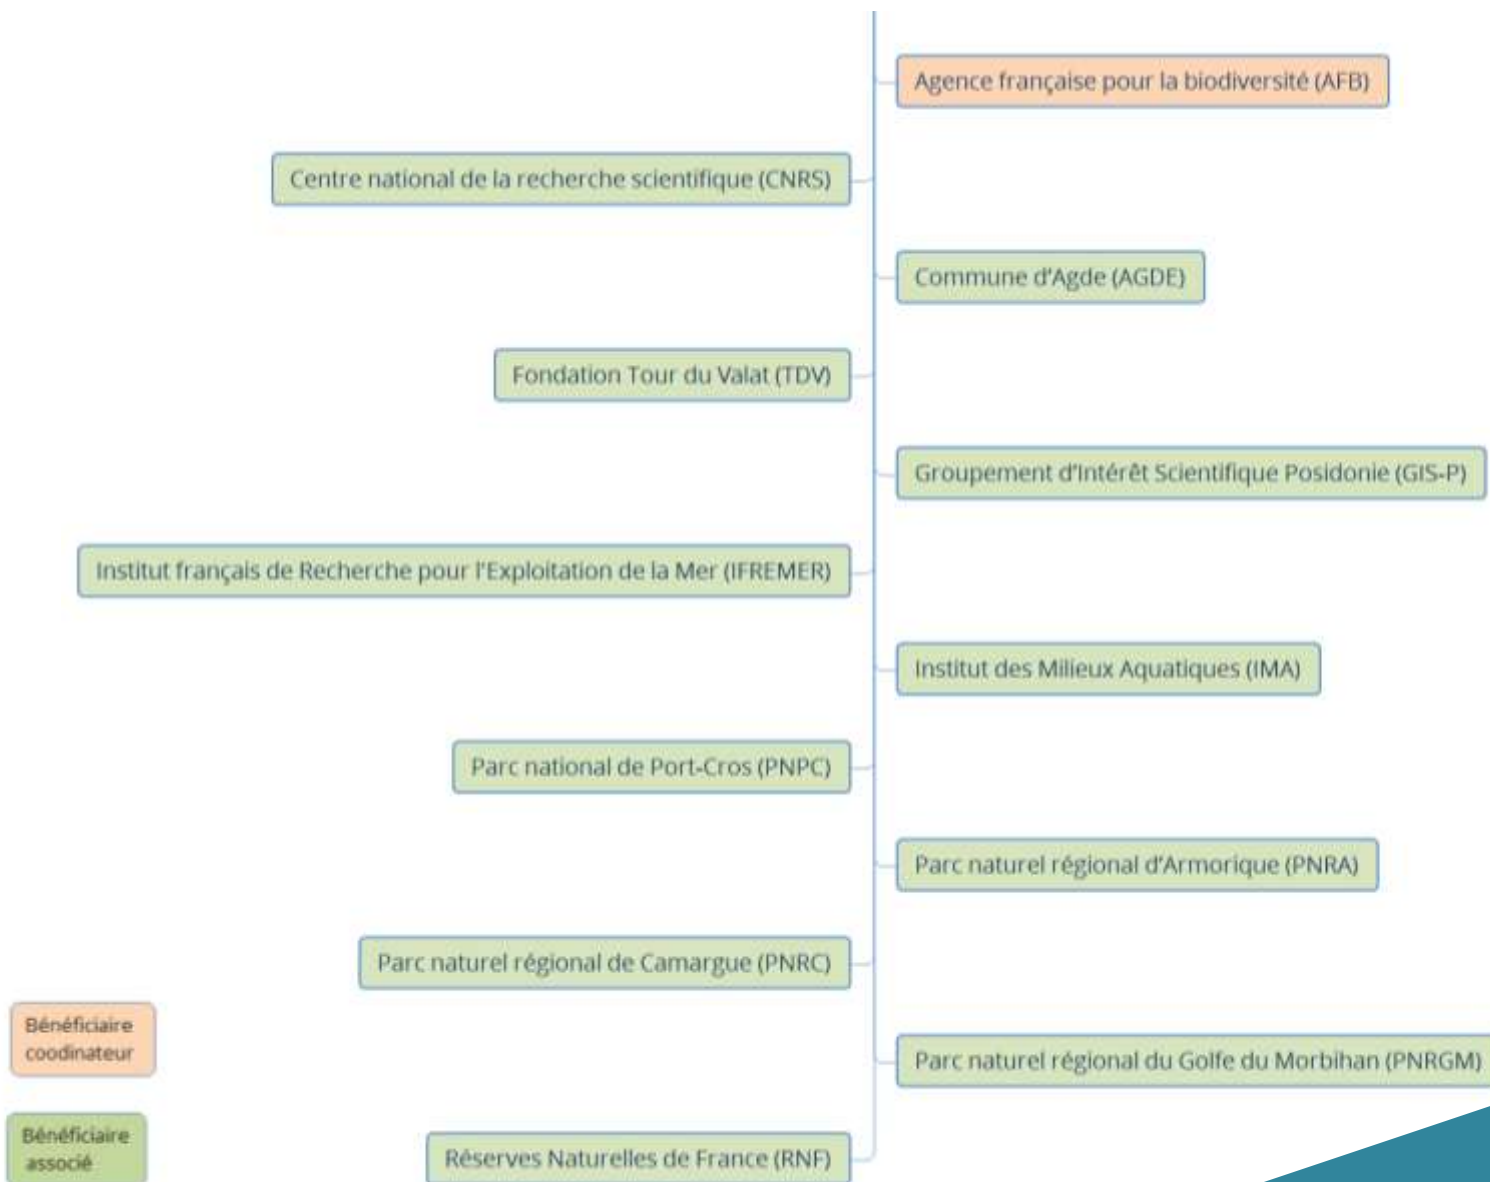 Agence française pour la biodiversité (AFB)
Centre national de la recherche scientifique (CNRS)
Commune d'Agde (AGDE)
Fondation Tour du Valat (TDV)
Groupement d'Intérêt Scientifique Posidonie (GIS-P)
Institut français de Recherche pour l'Exploitation de la Mer (IFREMER)
Institut des Milieux Aquatiques (IMA)
Parc national de Port-Cros (PNPC)
Parc naturel régional d'Armorique (PNRA)
Parc naturel régional de Camargue (PNRC)
Bénéficiaire
coodinateur
Parc naturel régional du Golfe du Morbihan (PNRGM)
Bénéficiaire
associé
Réserves Naturelles de France (RNF)